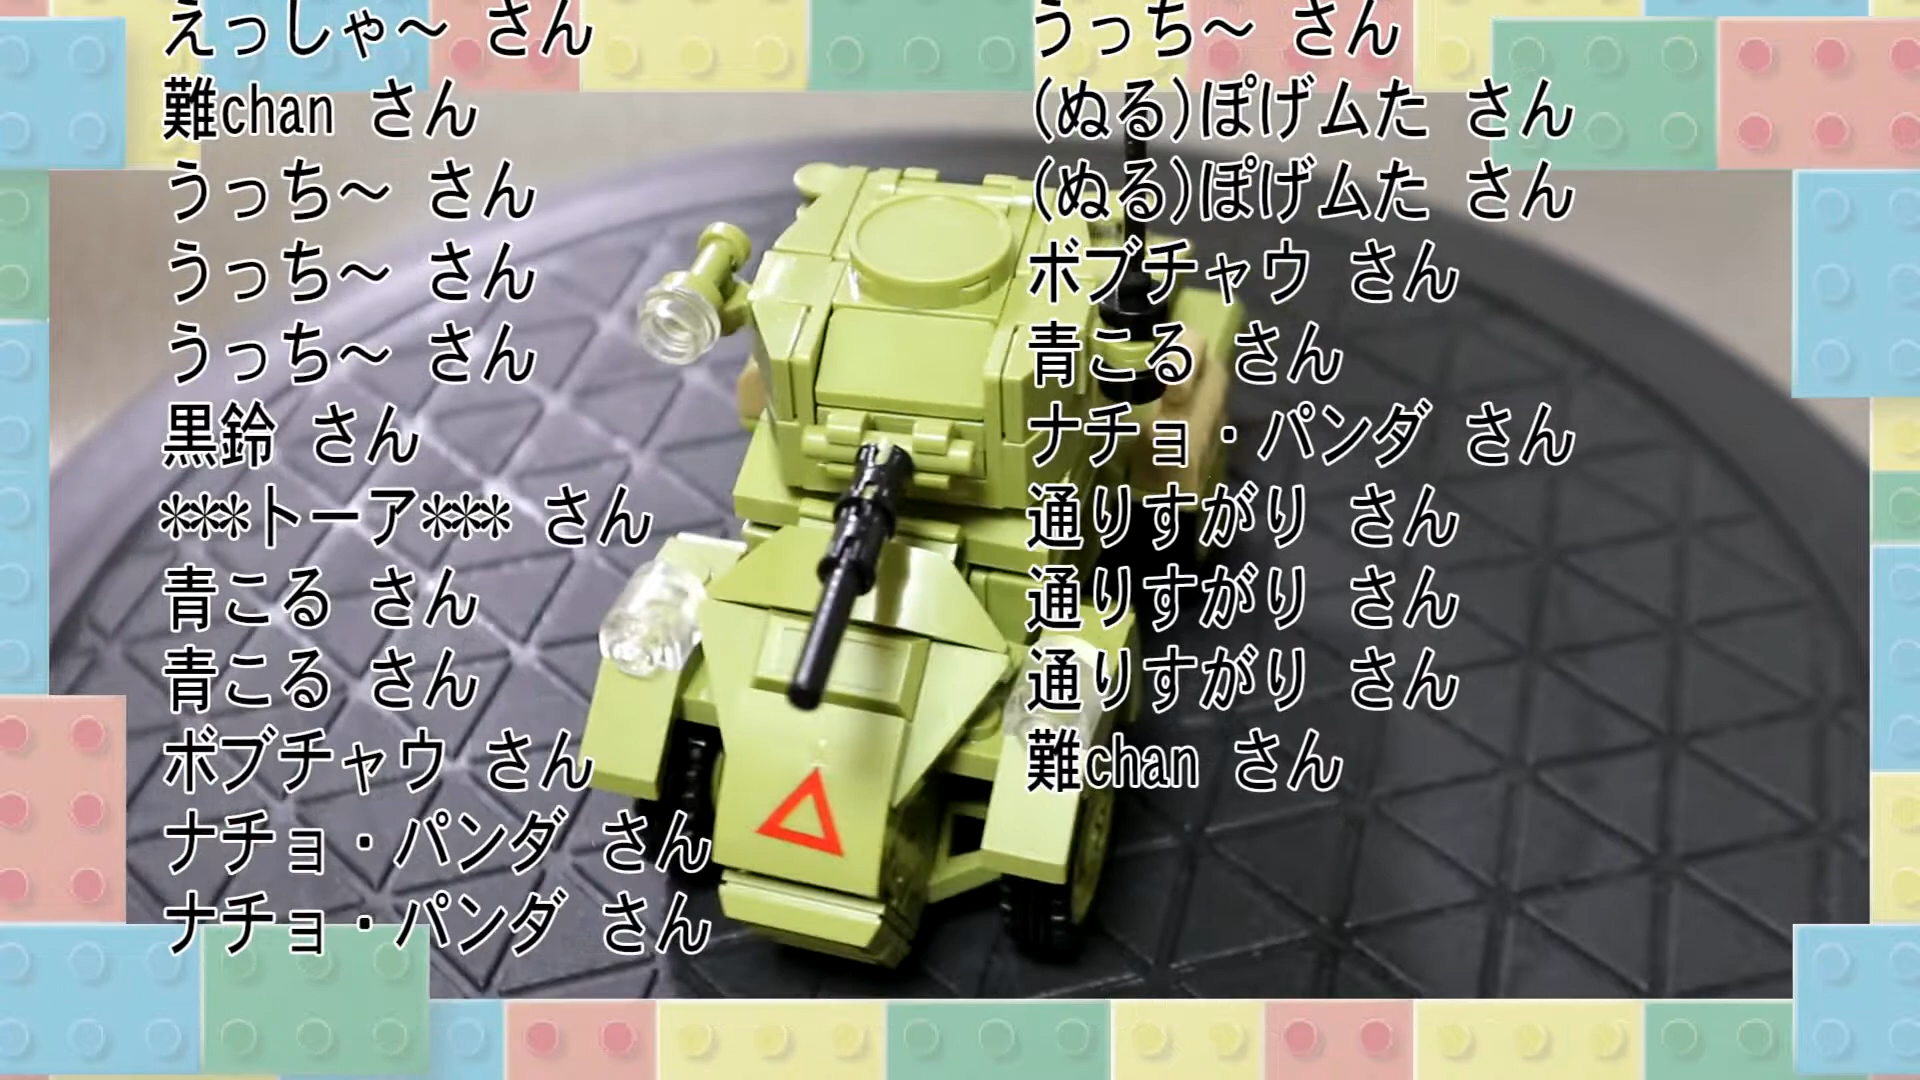 えっしゃ～ さん
難chan さん
うっち～ さん
うっち～ さん
うっち～ さん
黒鈴 さん
***トーア*** さん
青こる さん
青こる さん
ボブチャウ さん
ナチョ・パンダ さん
ナチョ・パンダ さん
うっち～ さん
(ぬる)ぽげムた さん
(ぬる)ぽげムた さん
ボブチャウ さん
青こる さん
ナチョ・パンダ さん
通りすがり さん
通りすがり さん
通りすがり さん
難chan さん